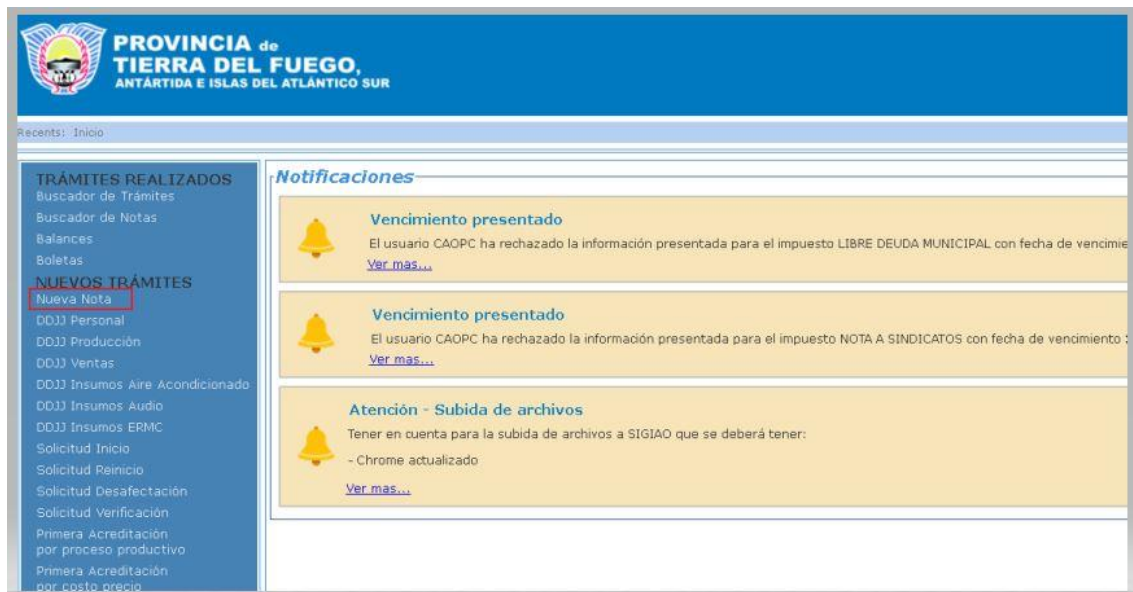 PROVINCIA de
TIERRA DEL FUEGO,
ANTÁRTIDA E ISLAS DEL ATLÁNTICO SUR
Recents: Inicio
TRÁMITES REALIZADOS
Buscador de Trámites
Buscador de Notas
Balances
Boletas
NUEVOS TRÁMITES
Nueva Nota
DDJJ Personal
DDJJ Producción
DDJJ Ventas
DDJJ Insumos Aire Acondicionado
DDJJ Insumos Audio
DDJJ Insumos ERMC
Solicitud Inicio
Solicitud Reinicio
Solicitud Desafectación
Solicitud Verificación
Primera Acreditación
por proceso productivo
Primera Acreditación
por costo precio
Notificaciones
Vencimiento presentado
El usuario CAOPC ha rechazado la información presentada para el impuesto LIBRE DEUDA MUNICIPAL con fecha de vencimie
Ver mas...
Vencimiento presentado
El usuario CAOPC ha rechazado la información presentada para el impuesto NOTA A SINDICATOS con fecha de vencimiento
Ver mas...
Atención - Subida de archivos
Tener en cuenta para la subida de archivos a SIGIAO que se deberá tener:
- Chrome actualizado
Ver mas...